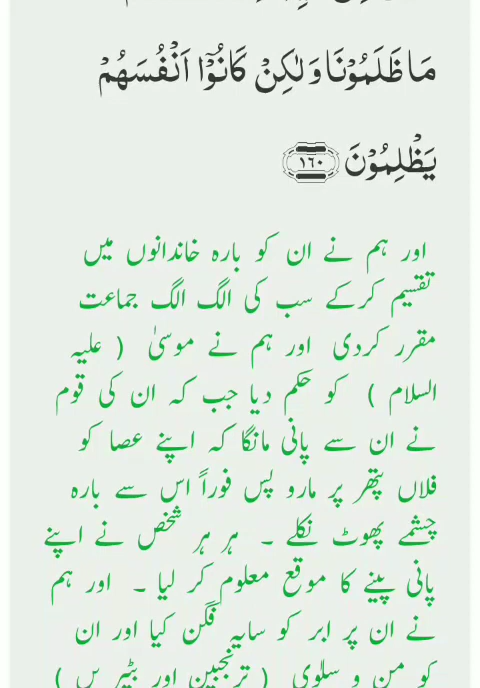 مَا ظَلَمُوْنَا وَلٰكِنْ كَانُوْۤا اَنْفُسَهُمْ
يَظْلِمُوْنَ ۝۱۶۰
اور ہم نے ان کو بارہ خاندانوں میں
تقسیم کرکے سب کی الگ الگ جماعت
مقرر کردی اور ہم نے موسیٰ ( علیہ
السلام ) کو حکم دیا جب کہ ان کی قوم
نے ان سے پانی مانگا کہ اپنے عصا کو
فلاں پتھر پر مارو پس فوراً اس سے بارہ
چشمے پھوٹ نکلے ۔ ہر ہر شخص نے اپنے
پانی پینے کا موقع معلوم کر لیا ۔ اور ہم
نے ان پر ابر کو سایہ فگن کیا اور ان
کو من و سلوٰی ( ترنجبین اور بٹیریں )